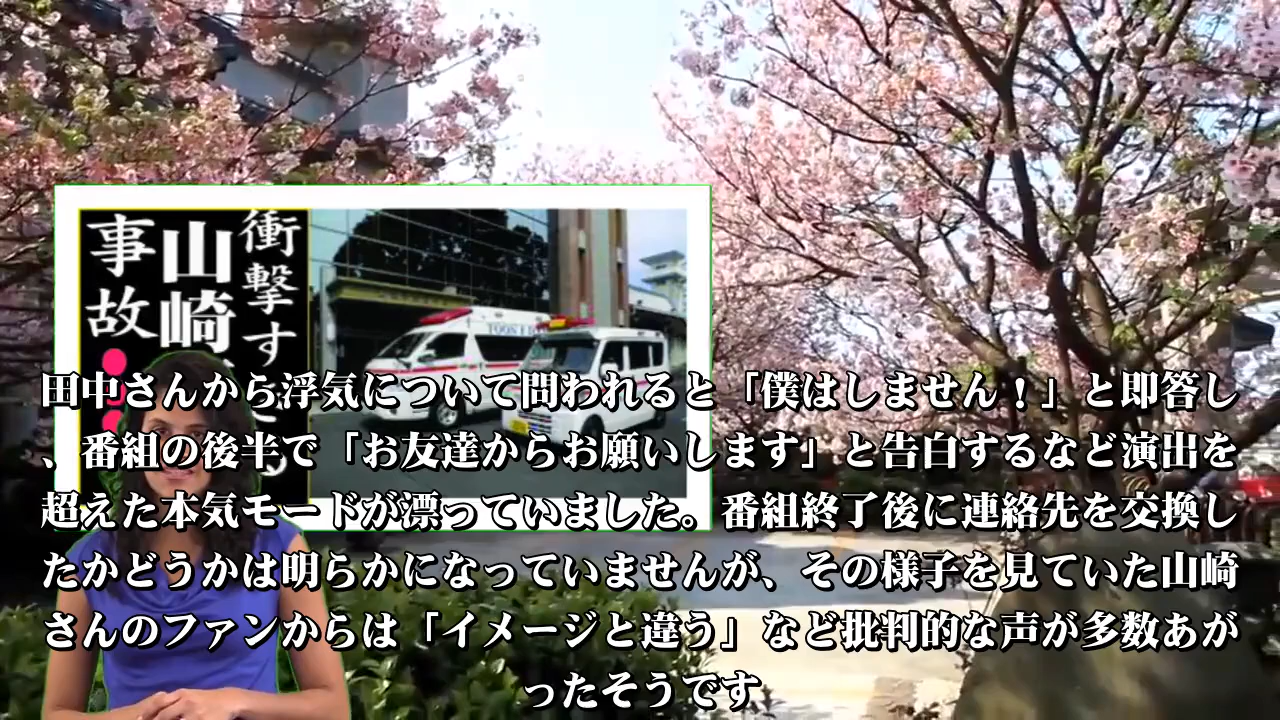 衝撃す
山崎
事故
TOON E
田中さんから浮気について問われると「僕はしません！」と即答し
、番組の後半で「お友達からお願いします」と告白するなど演出を
超えた本気モードが漂っていました。番組終了後に連絡先を交換し
たかどうかは明らかになっていませんが、その様子を見ていた山崎
さんのファンからは「イメージと違う」など批判的な声が多数あが
ったそうです